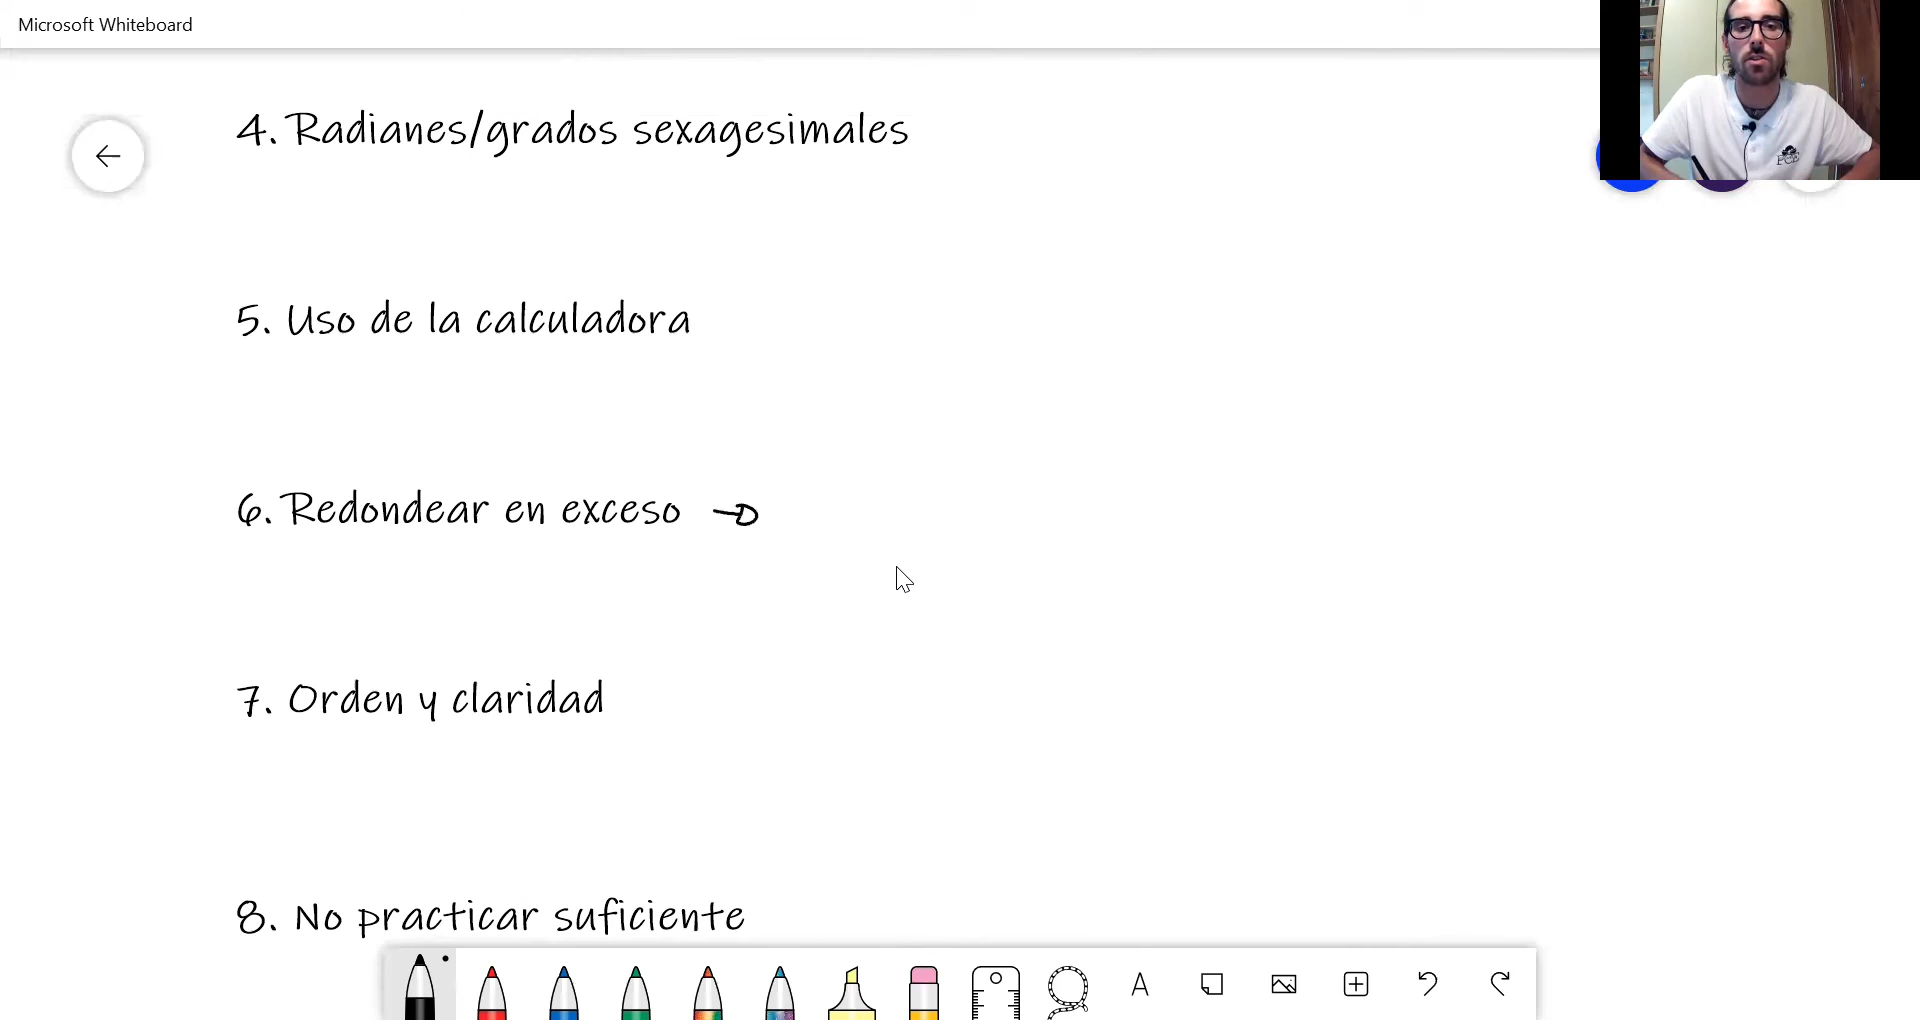 Microsoft Whiteboard
4. Radianes/grados sexagesimales
5. Uso de la calculadora
6. Redondear en exceso
7. Orden y claridad
8. No practicar suficiente
A